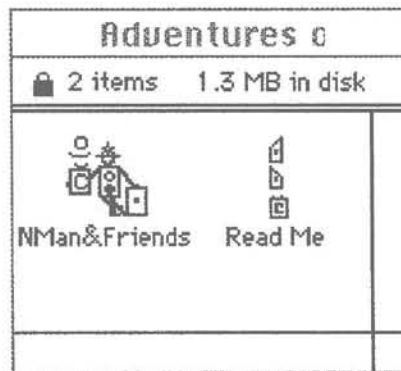 Adventures o
2 items 1.3 MB in disk
NMan&Friends Read Me